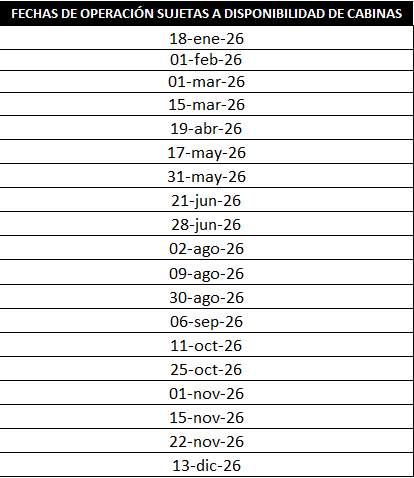 FECHAS DE OPERACIÓN SUJETAS A DISPONIBILIDAD DE CABINAS
18-ene-26
01-feb-26
01-mar-26
15-mar-26
19-abr-26
17-may-26
31-may-26
21-jun-26
28-jun-26
02-ago-26
09-ago-26
30-ago-26
06-sep-26
11-oct-26
25-oct-26
01-nov-26
15-nov-26
22-nov-26
13-dic-26